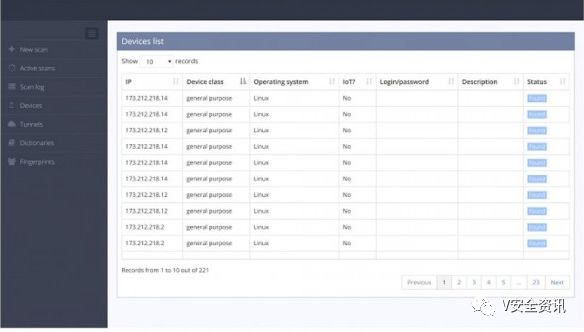 New scan
Active scans
Scan log
Devices
Tunnels
Dictionaries
Fingerprints
Devices list
Show 10 records
IP Device class Operating system IoT? Login/password Description Status
173.212.218.14 general purpose Linux No Found
173.212.218.14 general purpose Linux No Found
173.212.218.12 general purpose Linux No Found
173.212.218.14 general purpose Linux No Found
173.212.218.14 general purpose Linux No Found
173.212.218.14 general purpose Linux No Found
173.212.218.12 general purpose Linux No Found
173.212.218.12 general purpose Linux No Found
173.212.218.2 general purpose Linux No Found
173.212.218.2 general purpose Linux No Found
Records from 1 to 10 out of 221
Previous 1 2 3 4 5 ... 23 Next
V安全资讯